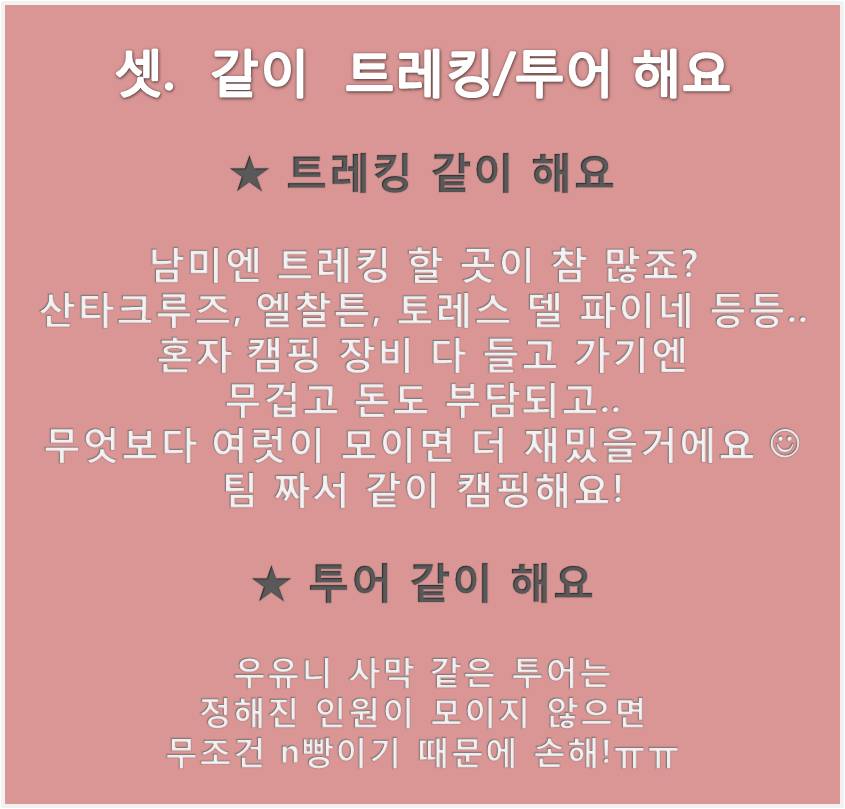 셋. 같이 트레킹/투어 해요
★ 트레킹 같이 해요
남미엔 트레킹 할 곳이 참 많죠?
산타크루즈, 엘찰튼, 토레스 델 파이네 등등..
혼자 캠핑 장비 다 들고 가기엔
무겁고 돈도 부담되고..
무엇보다 여럿이 모이면 더 재밌을거에요 ☺
팀 짜서 같이 캠핑해요!
★ 투어 같이 해요
우유니 사막 같은 투어는
정해진 인원이 모이지 않으면
무조건 n빵이기 때문에 손해!ㅠㅠ